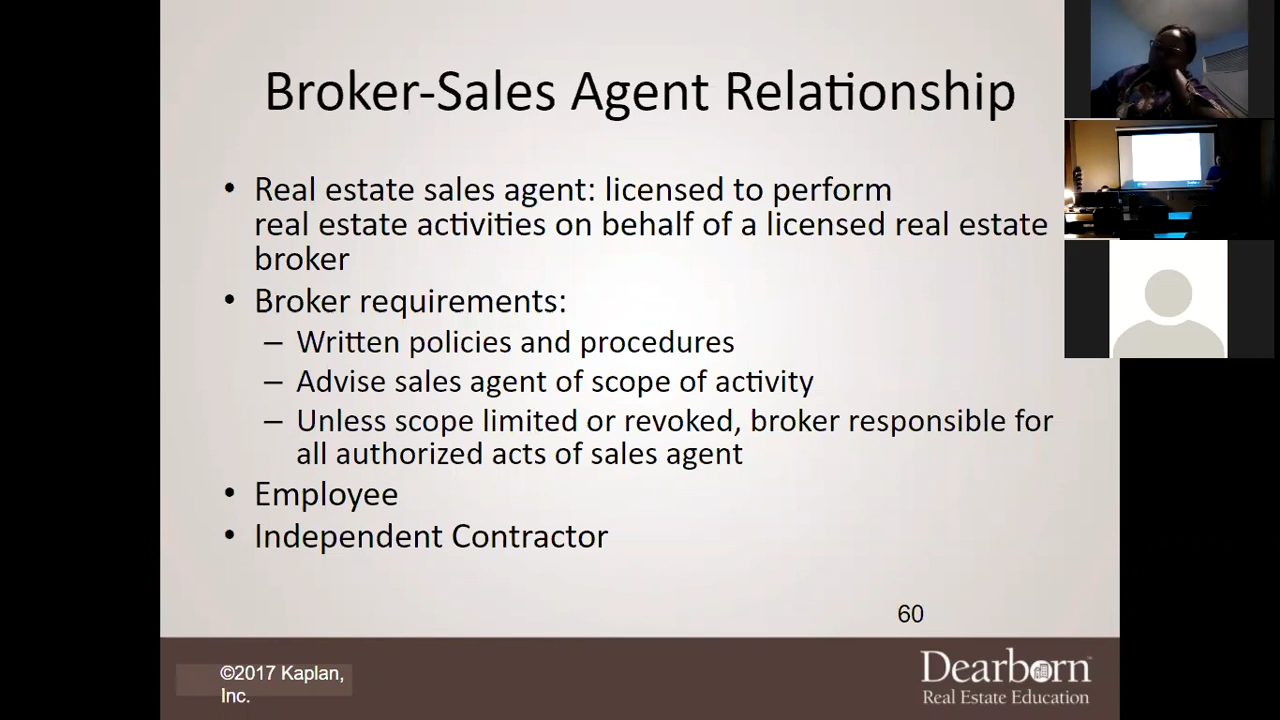 Broker-Sales Agent Relationship
• Real estate sales agent: licensed to perform
real estate activities on behalf of a licensed real estate
broker
• Broker requirements:
– Written policies and procedures
– Advise sales agent of scope of activity
– Unless scope limited or revoked, broker responsible for
all authorized acts of sales agent
• Employee
• Independent Contractor
60
©2017 Kaplan,
Inc.
Dearborn™
Real Estate Education